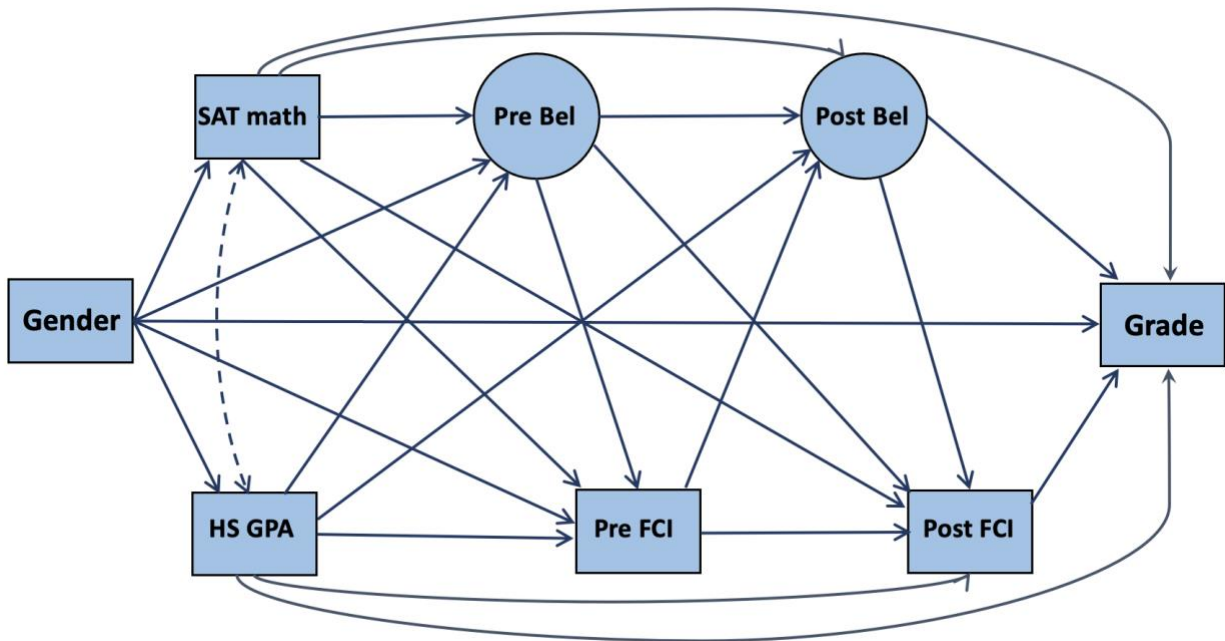 SAT math
Pre Bel
Post Bel
Gender
Grade
HS GPA
Pre FCI
Post FCI